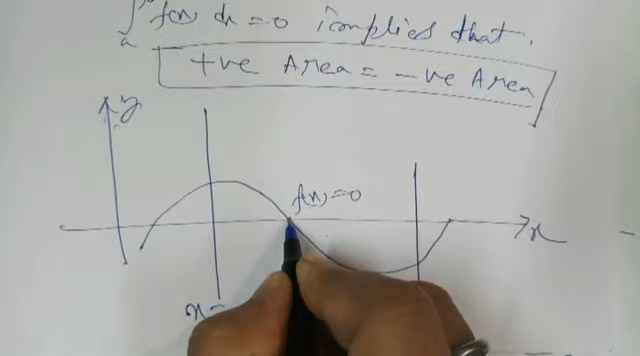 ∫ₐ f(x) dx = 0 implies that.
+ve Area = -ve Area
y
f(x) = 0
x
x =